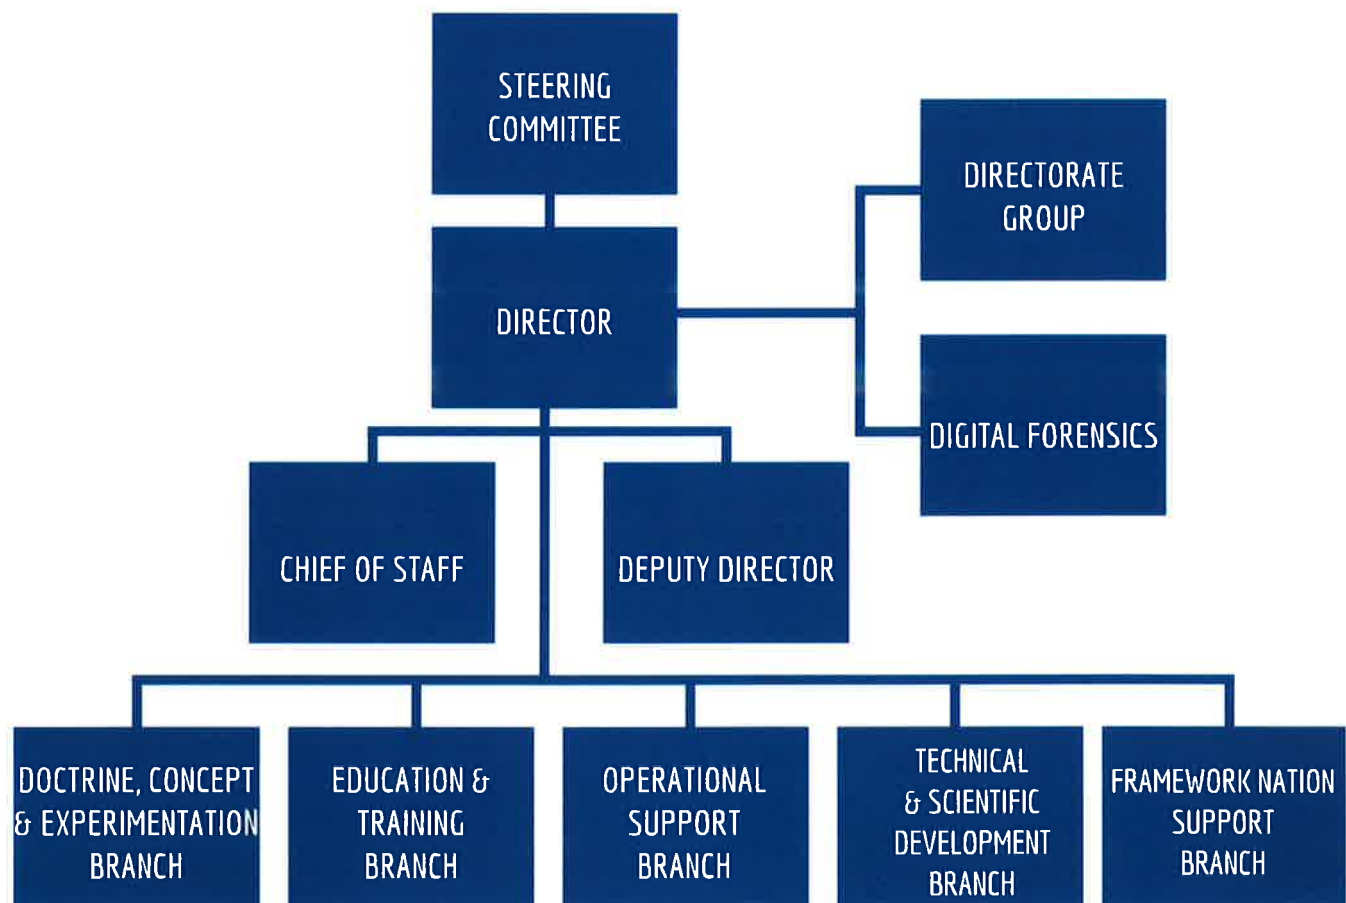 STEERING
COMMITTEE
DIRECTORATE
GROUP
DIRECTOR
DIGITAL FORENSICS
CHIEF OF STAFF
DEPUTY DIRECTOR
DOCTRINE, CONCEPT
& EXPERIMENTATION
BRANCH
EDUCATION &
TRAINING
BRANCH
OPERATIONAL
SUPPORT
BRANCH
TECHNICAL
& SCIENTIFIC
DEVELOPMENT
BRANCH
FRAMEWORK NATION
SUPPORT
BRANCH